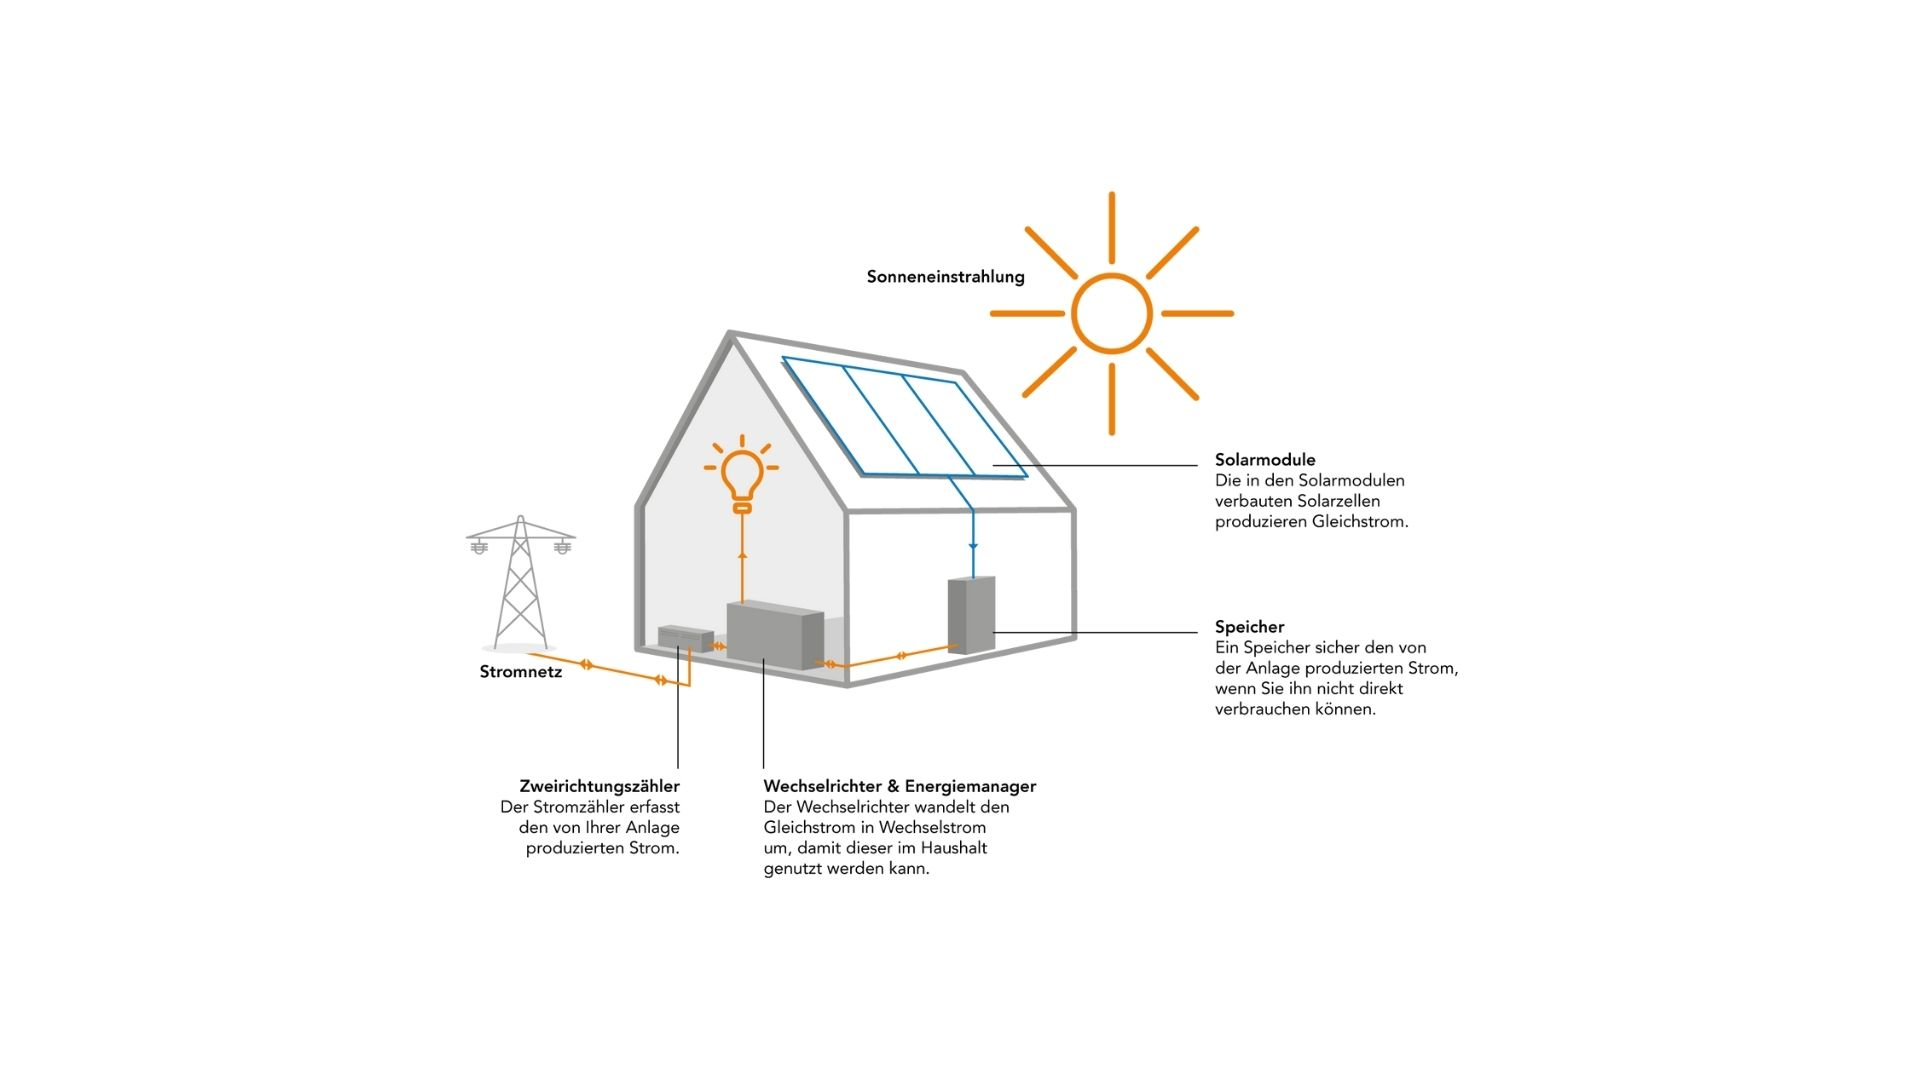 Sonneneinstrahlung
Solarmodule
Die in den Solarmodulen
verbauten Solarzellen
produzieren Gleichstrom.
Speicher
Ein Speicher sicher den von
der Anlage produzierten Strom,
wenn Sie ihn nicht direkt
verbrauchen können.
Stromnetz
Zweirichtungszähler
Der Stromzähler erfasst
den von Ihrer Anlage
produzierten Strom.
Wechselrichter & Energiemanager
Der Wechselrichter wandelt den
Gleichstrom in Wechselstrom
um, damit dieser im Haushalt
genutzt werden kann.